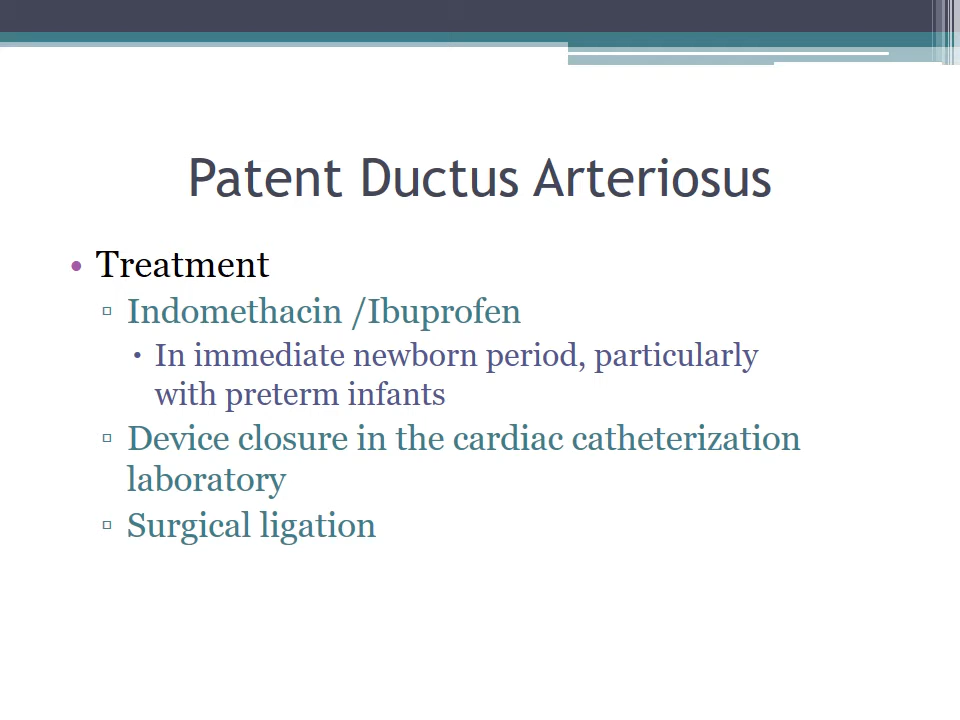 Patent Ductus Arteriosus
• Treatment
▫ Indomethacin /Ibuprofen
• In immediate newborn period, particularly
with preterm infants
▫ Device closure in the cardiac catheterization
laboratory
▫ Surgical ligation